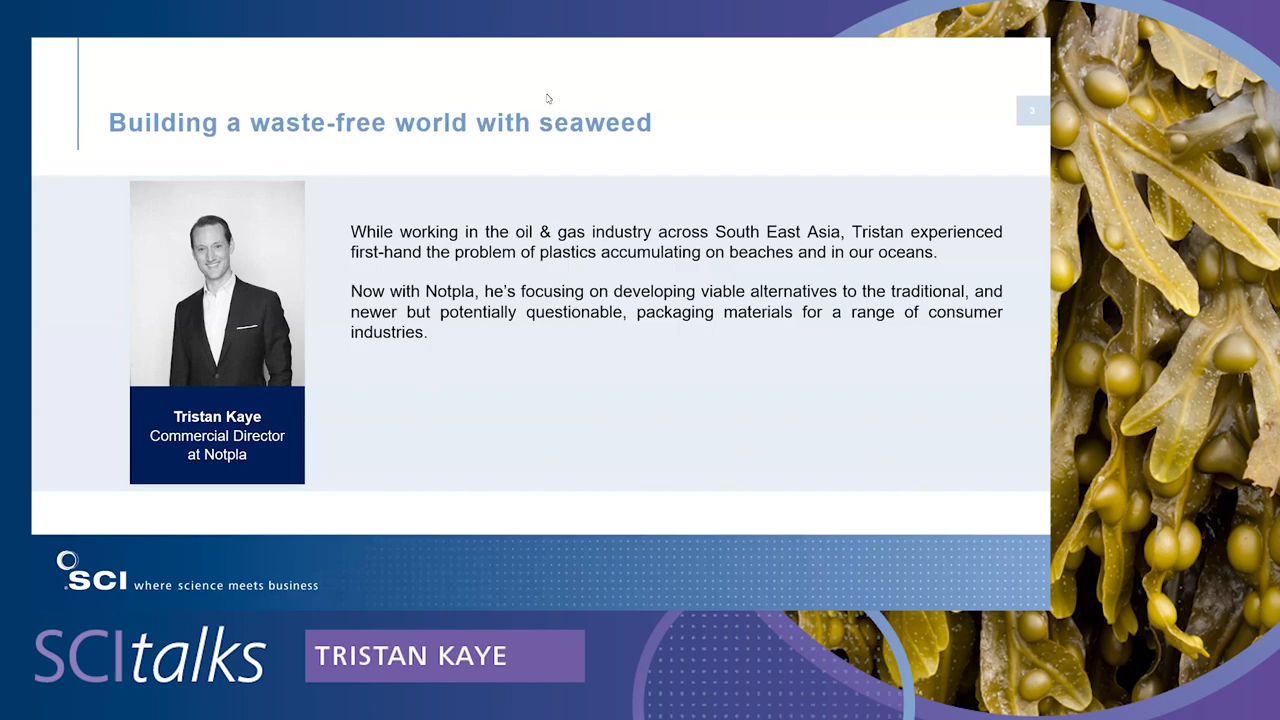 Building a waste-free world with seaweed
3
While working in the oil & gas industry across South East Asia, Tristan experienced
first-hand the problem of plastics accumulating on beaches and in our oceans.
Now with Notpla, he's focusing on developing viable alternatives to the traditional, and
newer but potentially questionable, packaging materials for a range of consumer
industries.
Tristan Kaye
Commercial Director
at Notpla
SCI where science meets business
SCItalks
TRISTAN KAYE